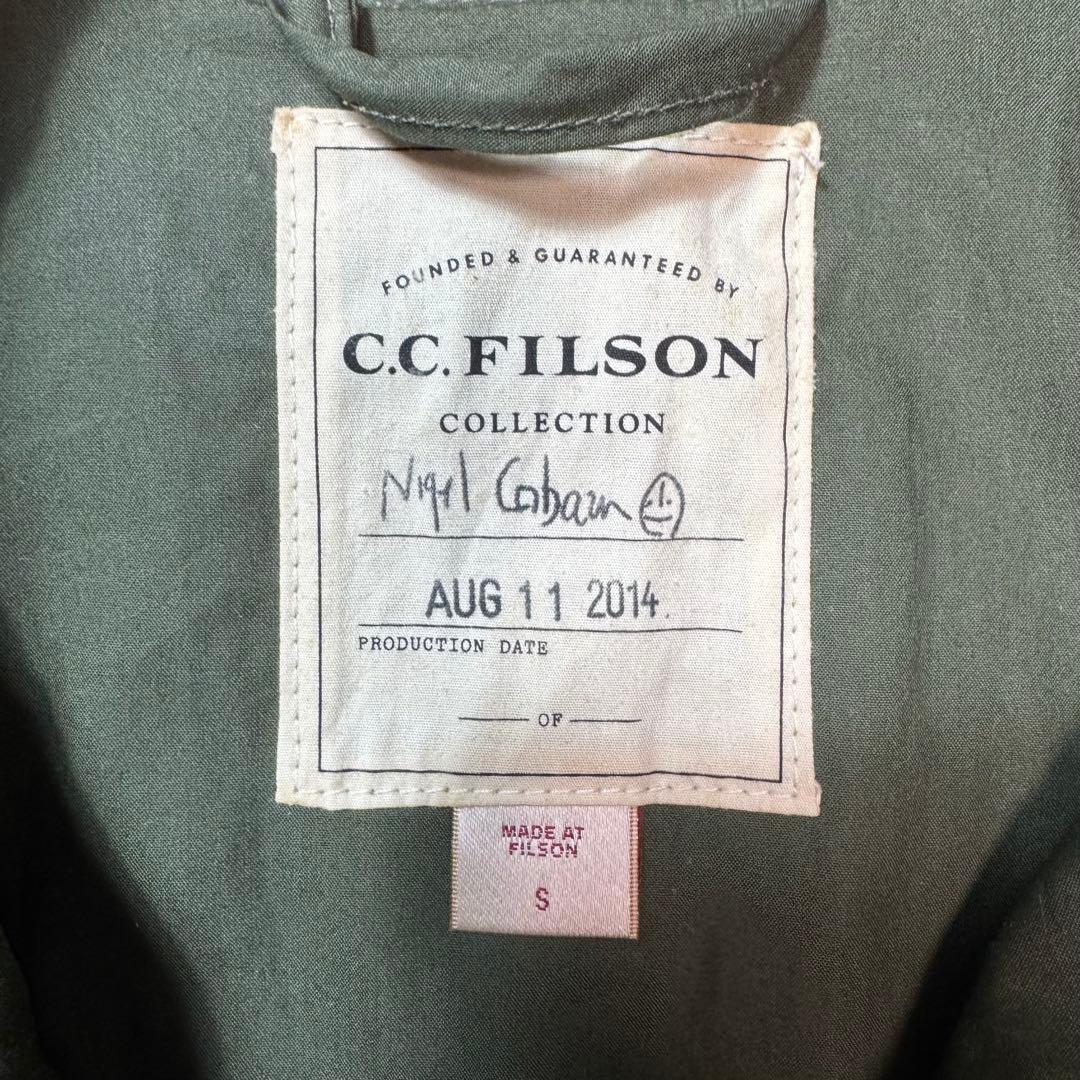 FOUNDED & GUARANTEED BY
C.C. FILSON
COLLECTION
Nigel Cabourn
AUG 11 2014
PRODUCTION DATE
OF
MADE AT
FILSON
S